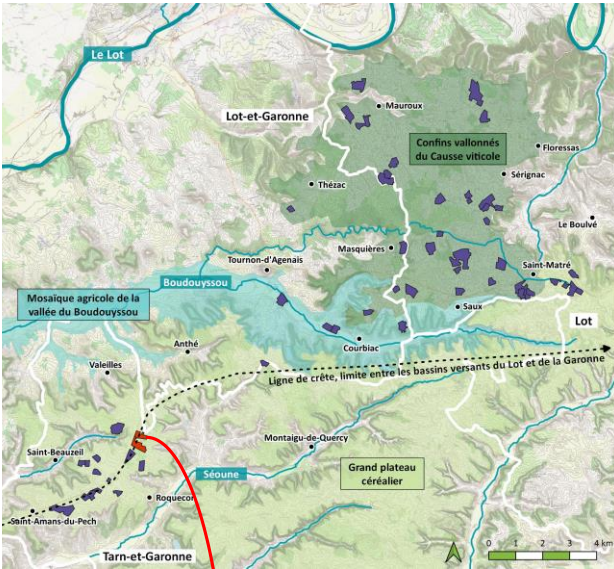 Le Lot
Lot-et-Garonne
Mauroux
Confins vallonnés
du Causse viticole
Floressas
Sérignac
Thézac
Le Boulvé
Masquières
Tournon-d'Agenais
Saint-Matré
Boudouyssou
Mosaïque agricole de la
vallée du Boudouyssou
Saux
Lot
Anthé
Courbiac
Valeilles
Ligne de crête, limite entre les bassins versants du Lot et de la Garonne
Montaigu-de-Quercy
Saint-Beauzeil
Séoune
Grand plateau
céréalier
Roquecor
Saint-Amans-du-Pech
Tarn-et-Garonne
0 1 2 3 4 km